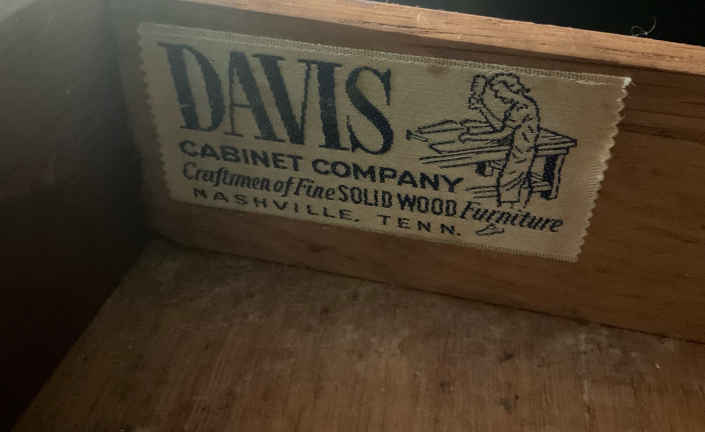 DAVIS
CABINET COMPANY
Craftsmen of Fine SOLID WOOD Furniture
NASHVILLE, TENN.